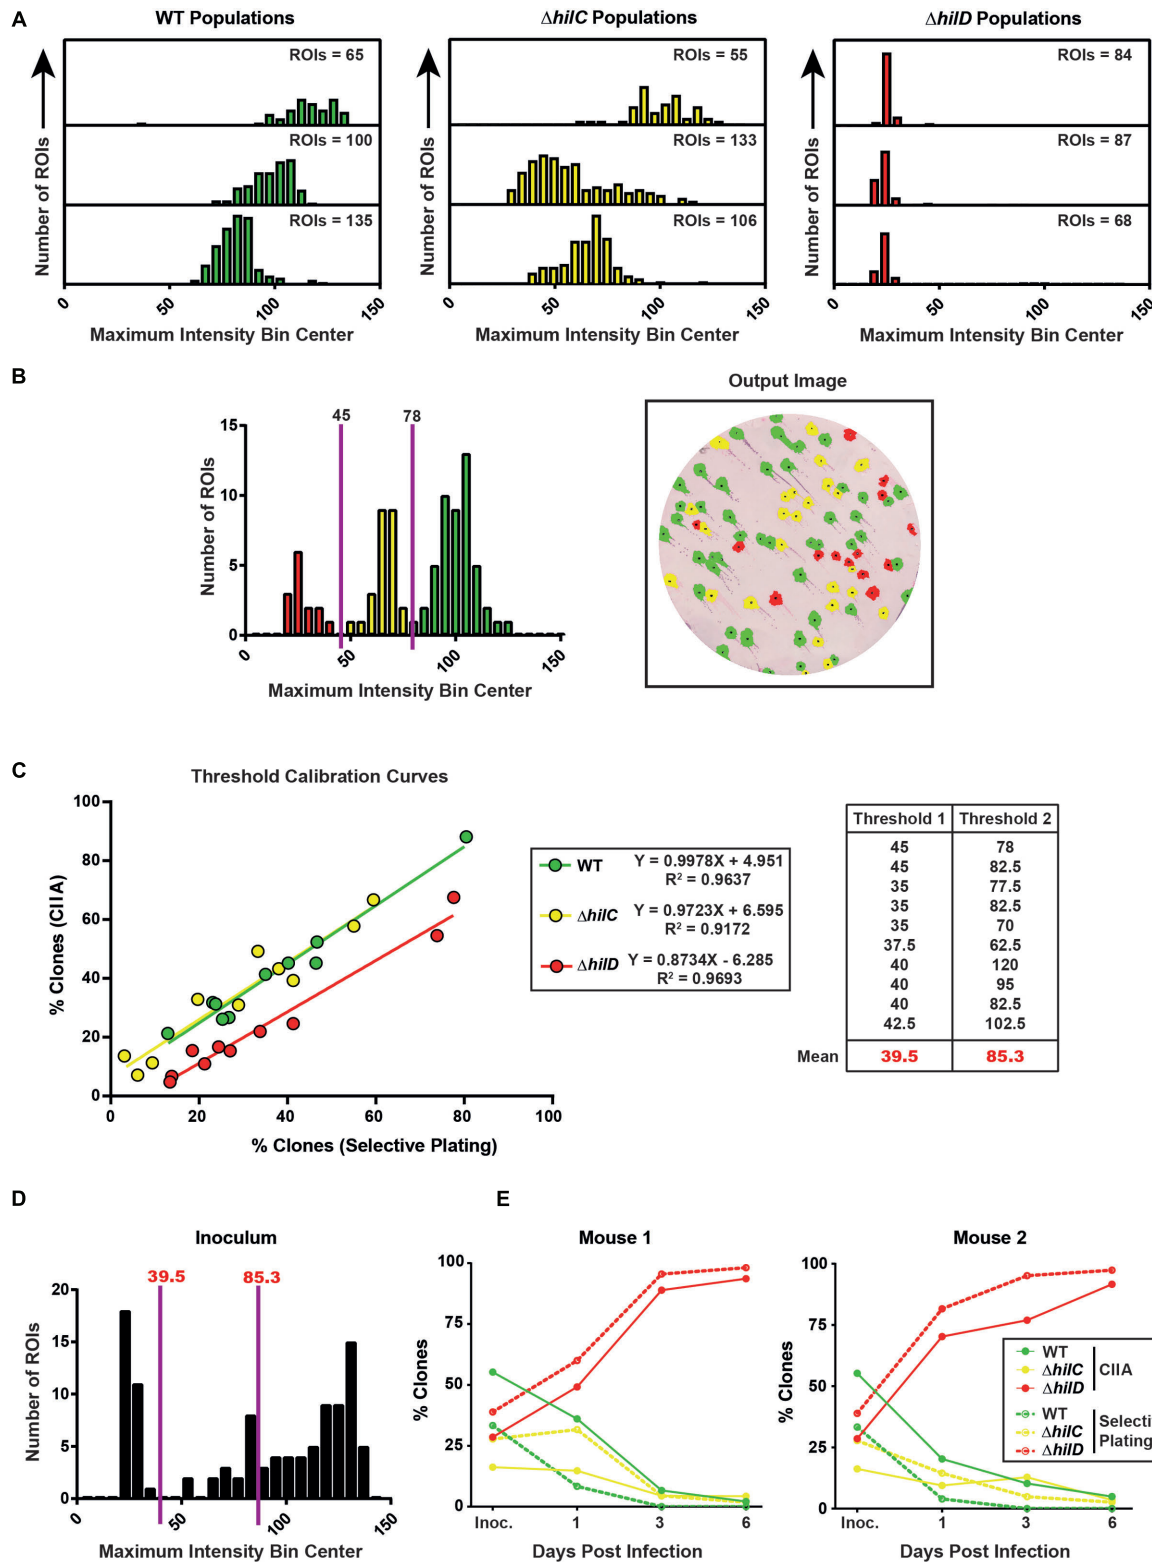 A
WT Populations
ΔhilC Populations
ΔhilD Populations
Number of ROIs
ROIs = 65
ROIs = 100
ROIs = 135
0 50 100 150
Maximum Intensity Bin Center
Number of ROIs
ROIs = 55
ROIs = 133
ROIs = 106
0 50 100 150
Maximum Intensity Bin Center
Number of ROIs
ROIs = 84
ROIs = 87
ROIs = 68
0 50 100 150
Maximum Intensity Bin Center
B
45 78
Number of ROIs
15
10
5
0
0 50 100 150
Maximum Intensity Bin Center
Output Image
C
Threshold Calibration Curves
% Clones (CIIA)
100
80
60
40
20
0
0 20 40 60 80 100
% Clones (Selective Plating)
WT Y = 0.9978X + 4.951
R² = 0.9637
ΔhilC Y = 0.9723X + 6.595
R² = 0.9172
ΔhilD Y = 0.8734X - 6.285
R² = 0.9693
Threshold 1 Threshold 2
45 78
45 82.5
35 77.5
35 82.5
35 70
37.5 62.5
40 120
40 95
40 82.5
42.5 102.5
Mean 39.5 85.3
D
Inoculum
39.5 85.3
Number of ROIs
20
15
10
5
0
0 50 100 150
Maximum Intensity Bin Center
E
Mouse 1
% Clones
100
75
50
25
0
Inoc. 1 3 6
Days Post Infection
Mouse 2
% Clones
100
75
50
25
0
Inoc. 1 3 6
Days Post Infection
WT
ΔhilC CIIA
ΔhilD
WT Selecti
ΔhilC Plating
ΔhilD